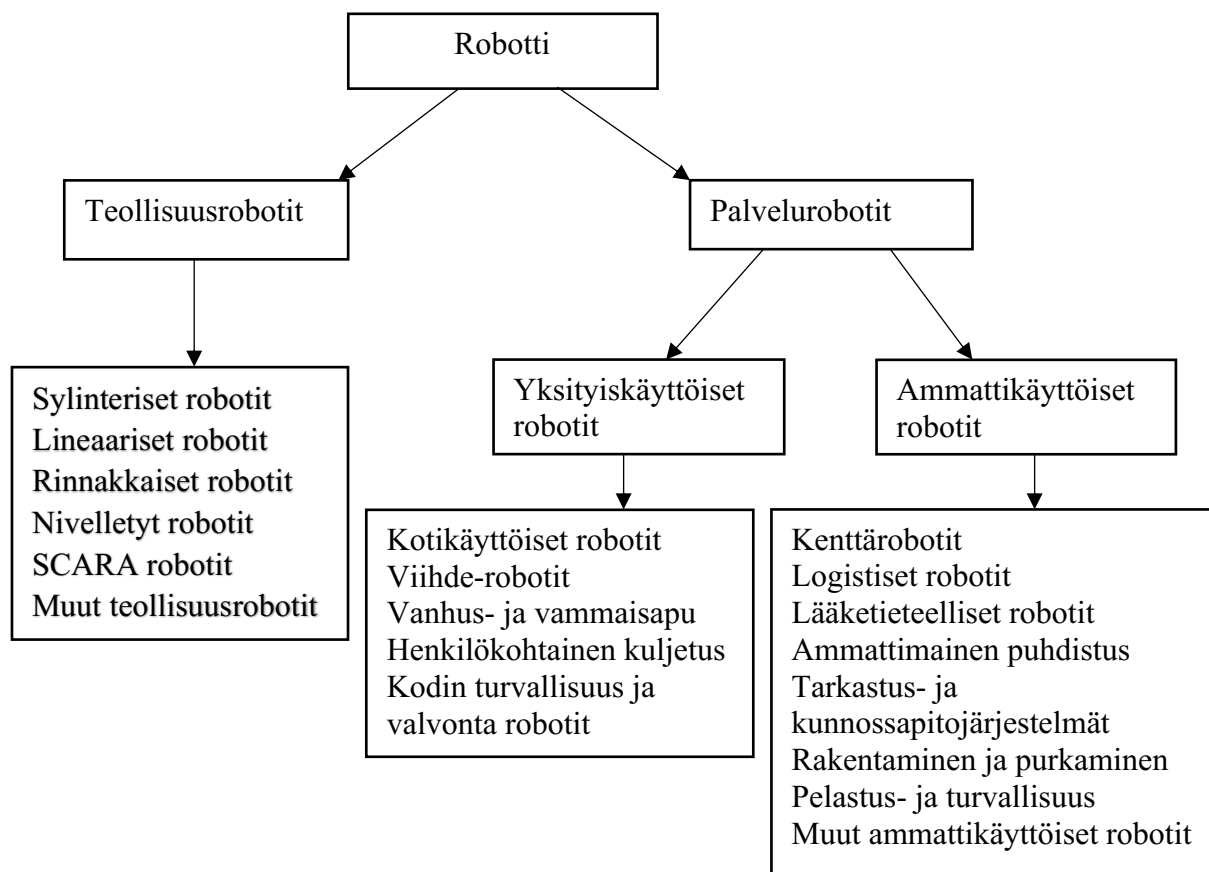 Robotti
Teollisuusrobotit
Palvelurobotit
Yksityiskäyttöiset
robotit
Ammattikäyttöiset
robotit
Sylinteriset robotit
Lineaariset robotit
Rinnakkaiset robotit
Nivelletyt robotit
SCARA robotit
Muut teollisuusrobotit
Kotikäyttöiset robotit
Viihde-robotit
Vanhus- ja vammaisapu
Henkilökohtainen kuljetus
Kodin turvallisuus ja
valvonta robotit
Kenttärobotit
Logistiset robotit
Lääketieteelliset robotit
Ammattimainen puhdistus
Tarkastus- ja
kunnossapitojärjestelmät
Rakentaminen ja purkaminen
Pelastus- ja turvallisuus
Muut ammattikäyttöiset robotit